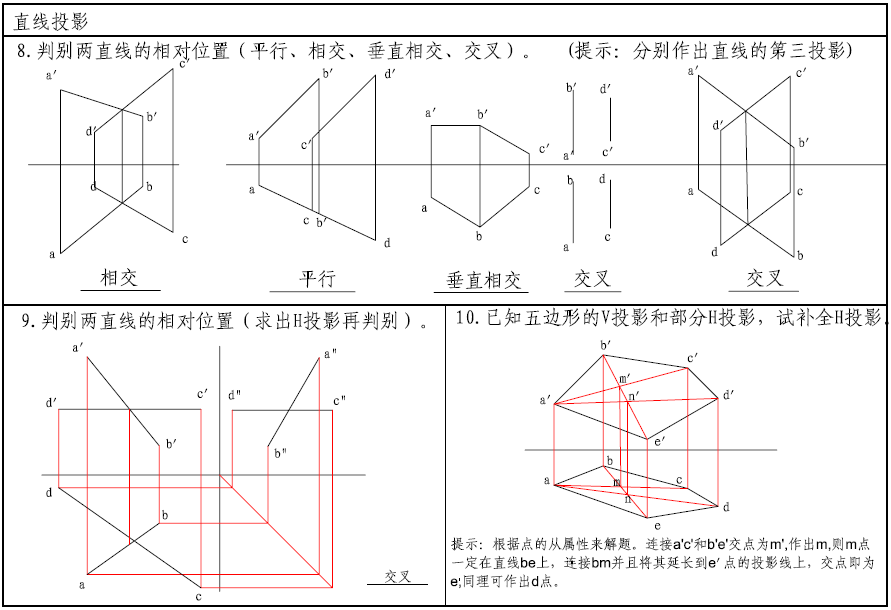 直线投影
8.判别两直线的相对位置（平行、相交、垂直相交、交叉）。 (提示：分别作出直线的第三投影)
a′ c′ d′ b′ d b a c
相交
b′ d′ a′ c′ a c b′ d
平行
a′ b′ c′ a c b
垂直相交
b′ d′ a′ c′ b d a c
交叉
a′ c′ d′ b′ a c d b
交叉
9.判别两直线的相对位置（求出H投影再判别）。
a′ a" d′ c′ d" c" b′ b" d b a c
交叉
10.已知五边形的V投影和部分H投影，试补全H投影.
b′ c′ m′ a′ n′ d′ e′ b a m c n d e
提示：根据点的从属性来解题。连接a'c'和b'e'交点为m',作出m,则m点
一定在直线be上，连接bm并且将其延长到e′点的投影线上，交点即为
e;同理可作出d点。